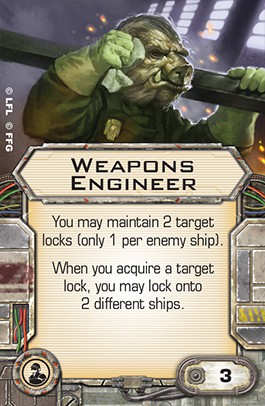 © LFL © FFG
WEAPONS
ENGINEER
You may maintain 2 target
locks (only 1 per enemy ship).
When you acquire a target
lock, you may lock onto
2 different ships.
3